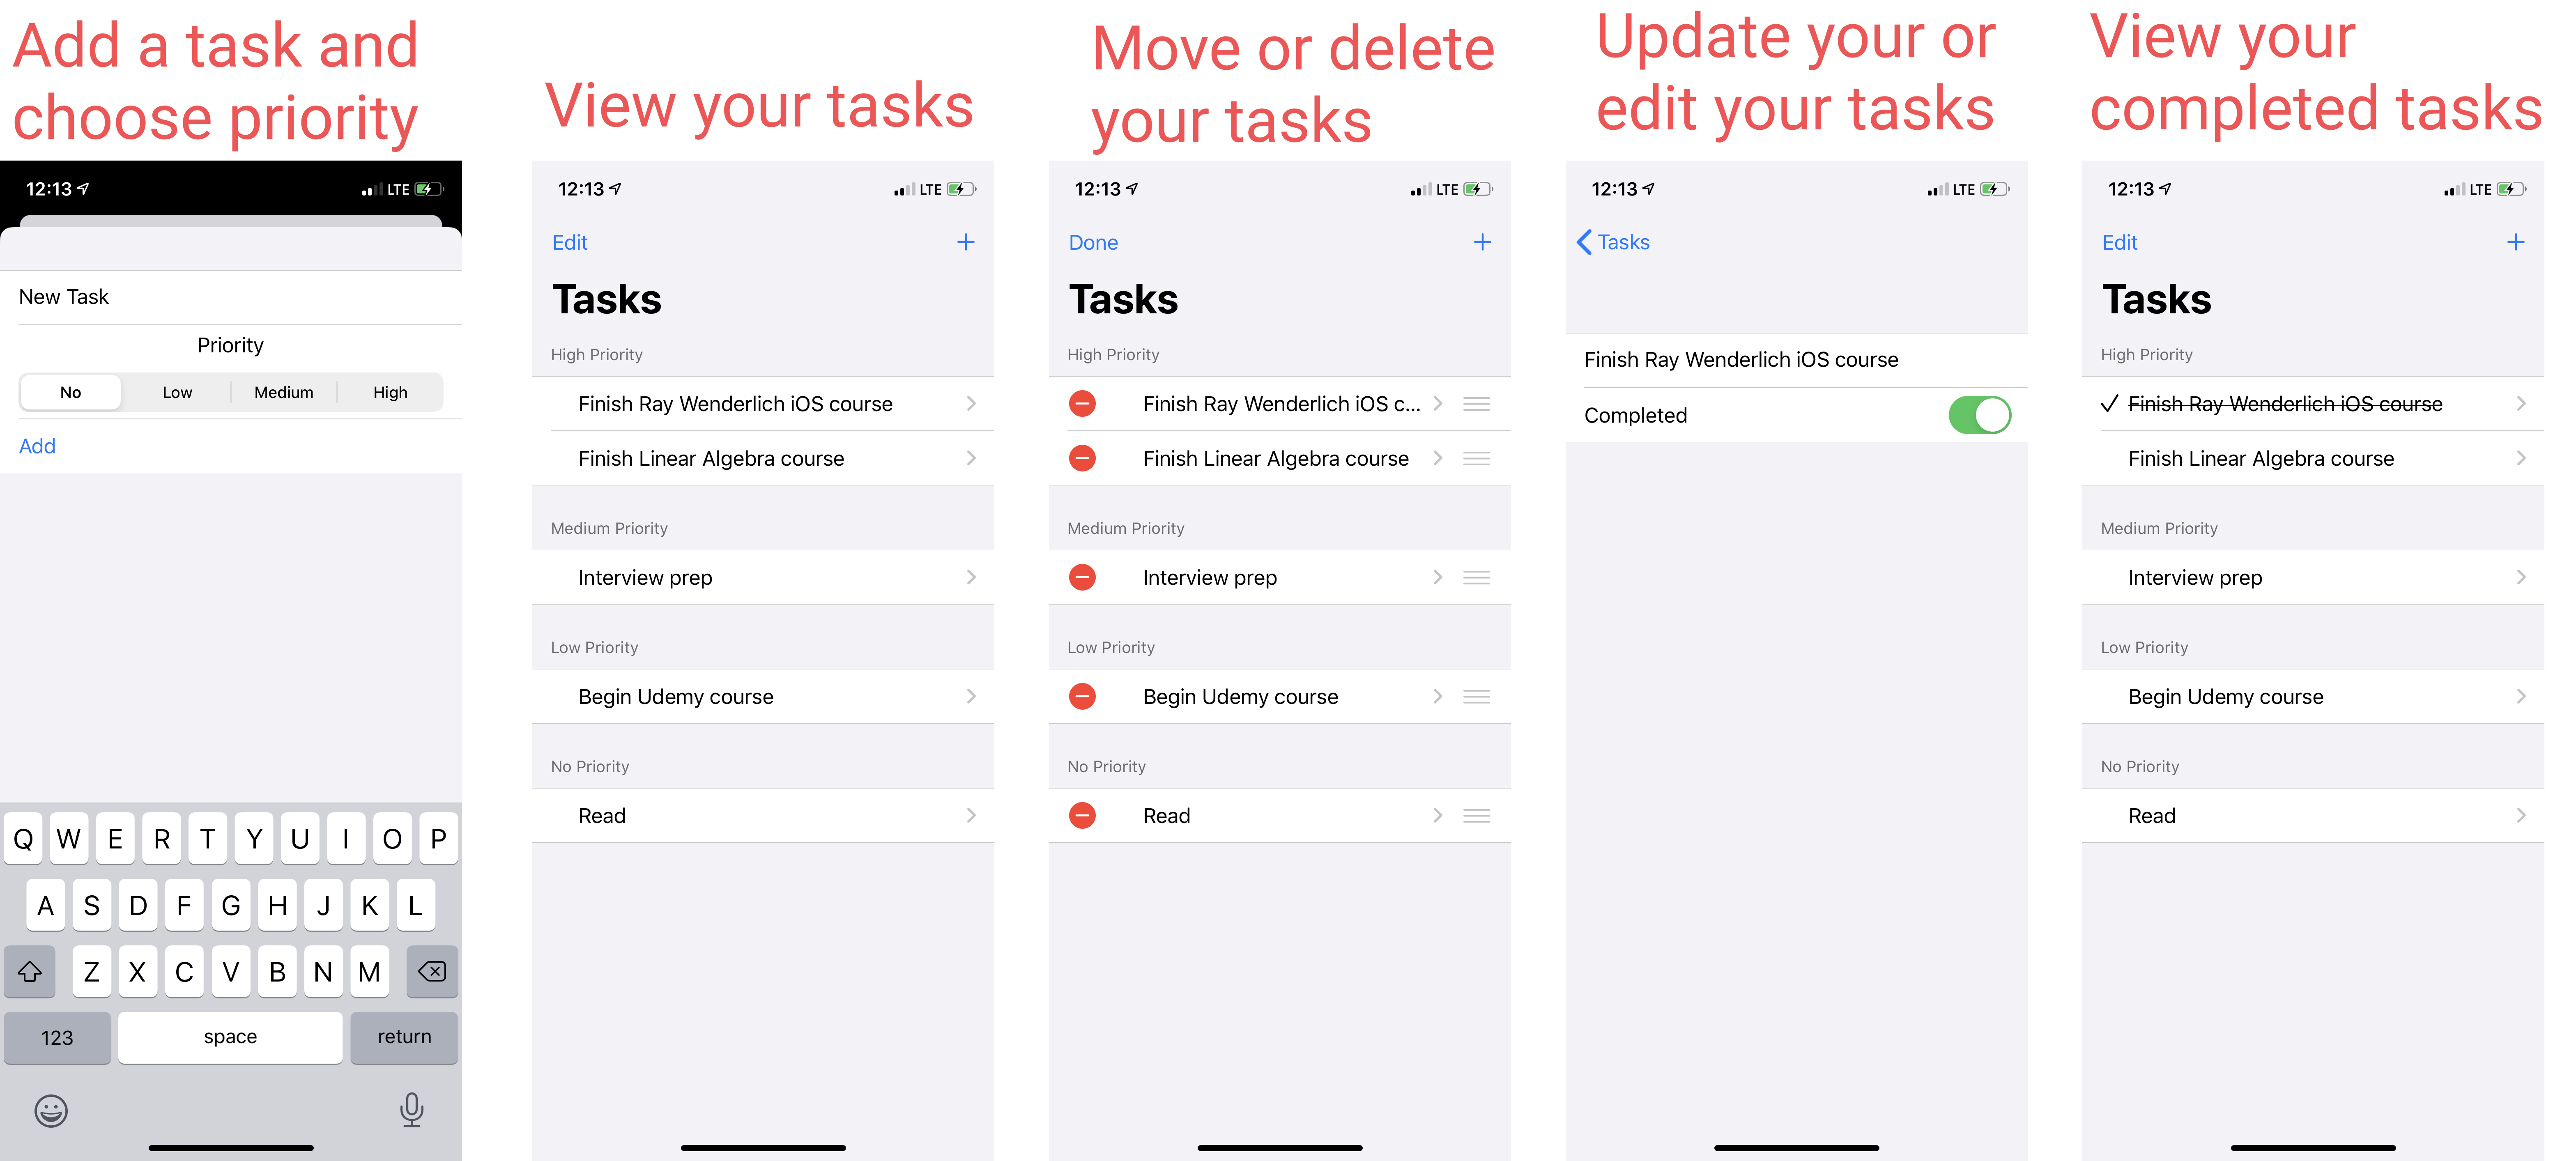 Add a task and
choose priority
12:13
LTE
New Task
Priority
No Low Medium High
Add
Q W E R T Y U I O P
A S D F G H J K L
Z X C V B N M
123 space return
View your tasks
12:13
LTE
Edit +
Tasks
High Priority
Finish Ray Wenderlich iOS course
Finish Linear Algebra course
Medium Priority
Interview prep
Low Priority
Begin Udemy course
No Priority
Read
Move or delete
your tasks
12:13
LTE
Done +
Tasks
High Priority
Finish Ray Wenderlich iOS c...
Finish Linear Algebra course
Medium Priority
Interview prep
Low Priority
Begin Udemy course
No Priority
Read
Update your or
edit your tasks
12:13
LTE
Tasks
Finish Ray Wenderlich iOS course
Completed
View your
completed tasks
12:13
LTE
Edit +
Tasks
High Priority
Finish Ray Wenderlich iOS course
Finish Linear Algebra course
Medium Priority
Interview prep
Low Priority
Begin Udemy course
No Priority
Read